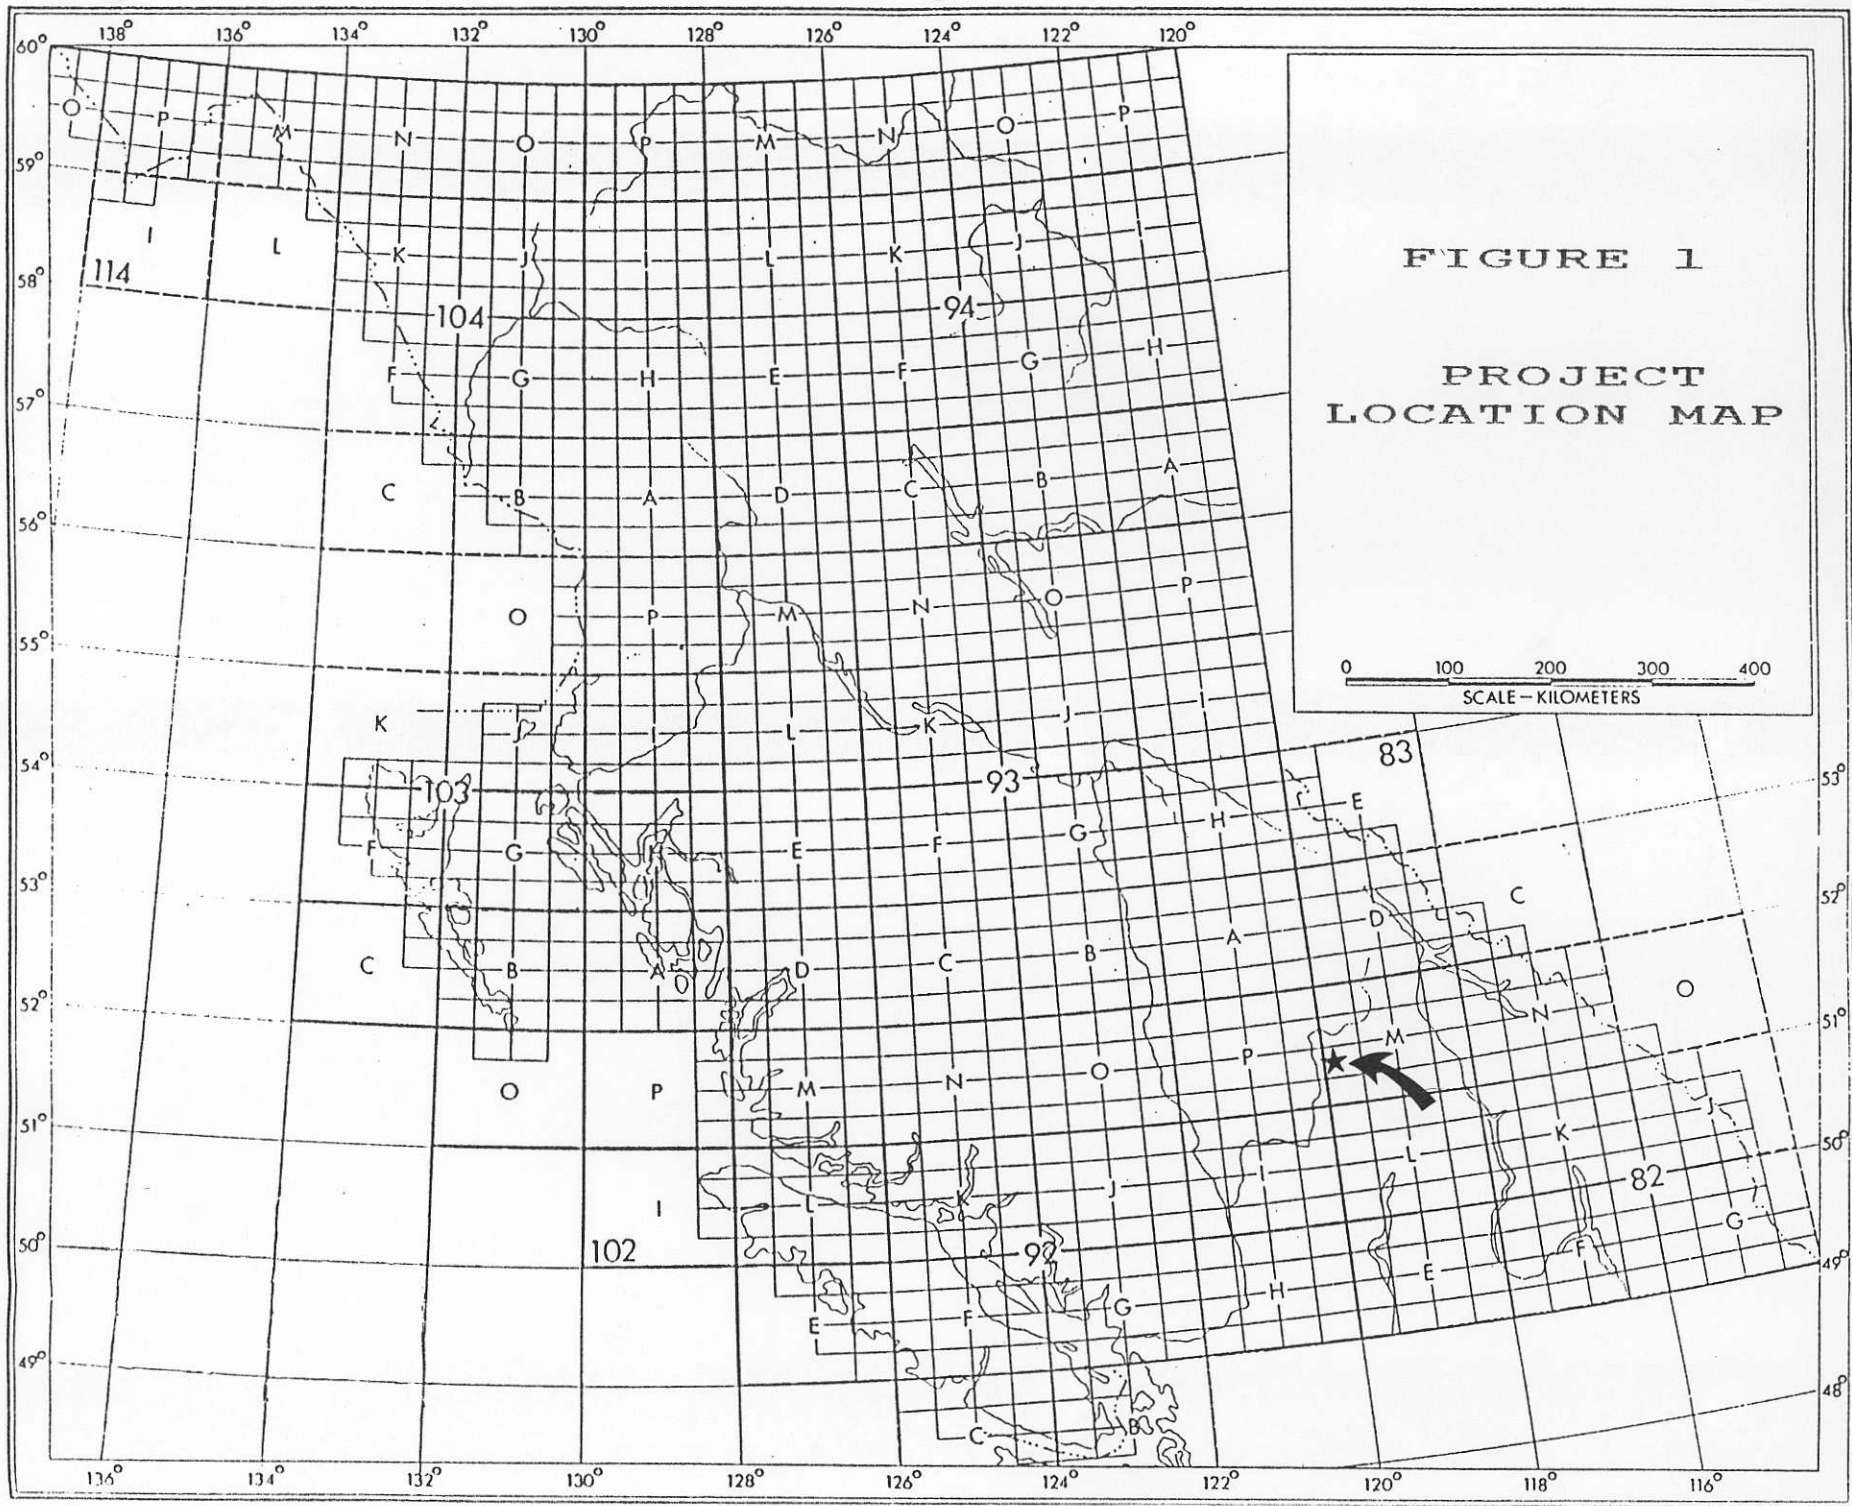 138° 136° 134° 132° 130° 128° 126° 124° 122° 120°
60°
O P M N O P M N O P
59°
I L K J I L K J I
58°
114 104 94
F G H E F G H
57°
C B A D C B A
56°
O P M N O P
55°
K J I L K J I
54°
103 93 83
53°
F G H E F G H E
53°
52°
C B A D C B A D C
52°
51°
O P M N O P M N O
51°
50°
I L K J I L K J
50°
102 92 82
49°
E F G H E F G
49°
48°
C B
136° 134° 132° 130° 128° 126° 124° 122° 120° 118° 116°
FIGURE 1
PROJECT
LOCATION MAP
0 100 200 300 400
SCALE–KILOMETERS